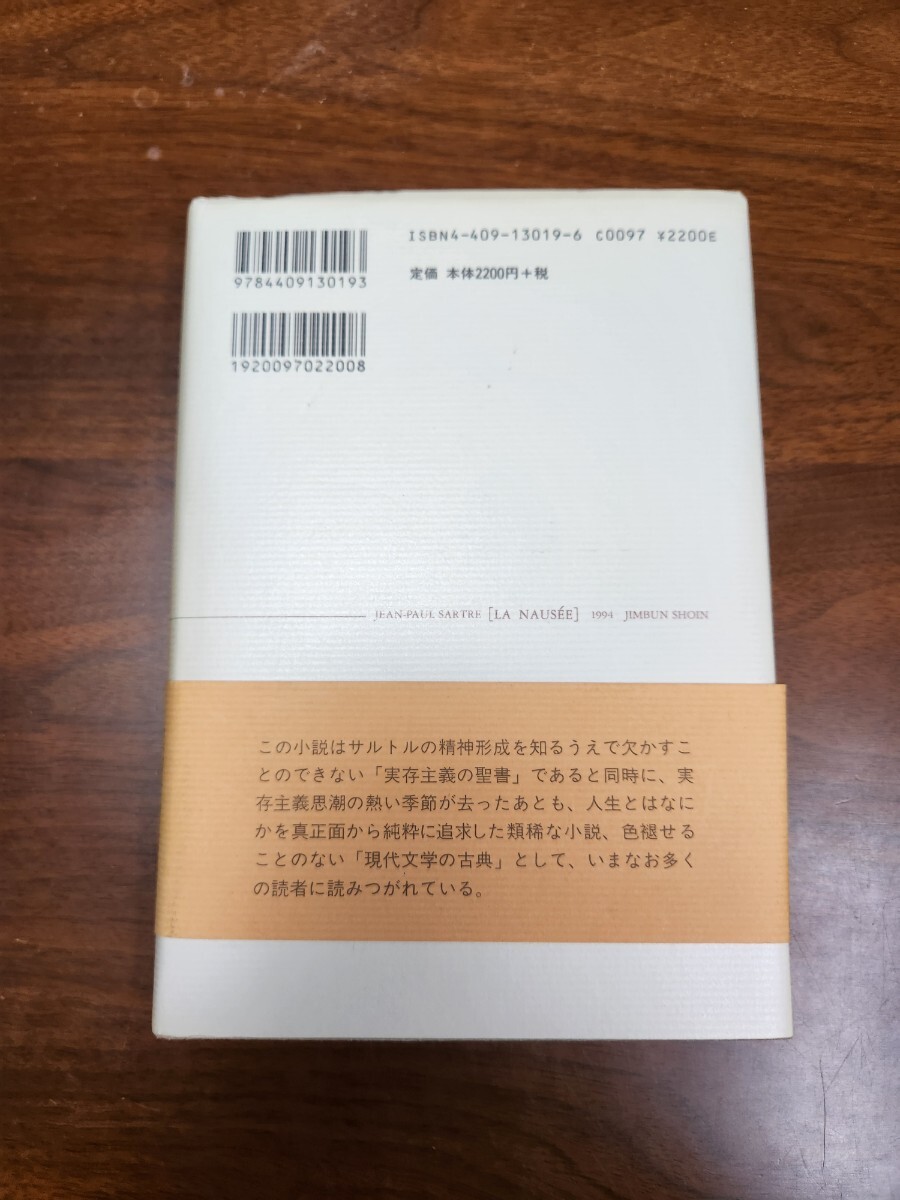 9784409130193
ISBN4-409-13019-6 C0097 ¥2200E
定価 本体2200円+税
1920097022008
JEAN-PAUL SARTRE [LA NAUSÉE] 1994 JIMBUN SHOIN
この小説はサルトルの精神形成を知るうえで欠かすこ
とのできない「実存主義の聖書」であると同時に、実
存主義思潮の熱い季節が去ったあとも、人生とはなに
かを真正面から純粋に追求した類稀な小説、色褪せる
ことのない「現代文学の古典」として、いまなお多く
の読者に読みつがれている。